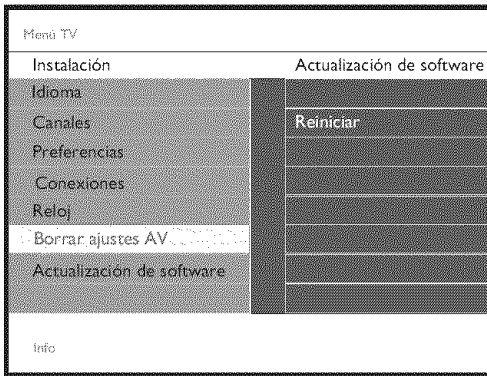 Menú TV
Instalación
Actualización de software
Idioma
Canales
Reiniciar
Preferencias
Conexiones
Reloj
Borrar ajustes AV
Actualización de software
Info